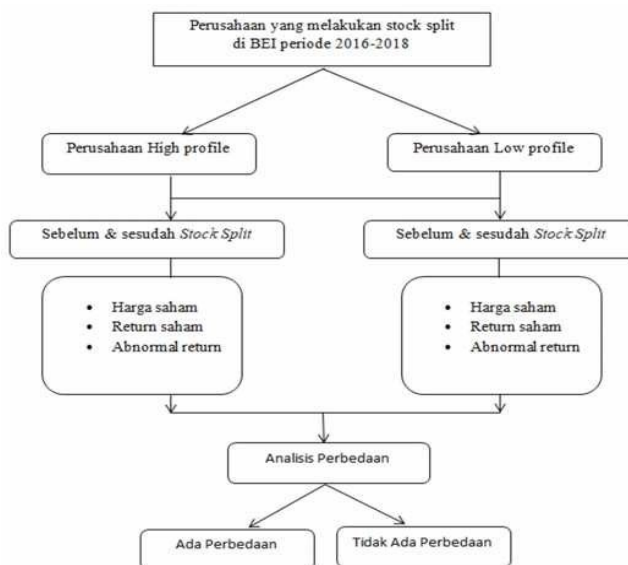 Perusahaan yang melakukan stock split
di BEI periode 2016-2018
Perusahaan High profile
Perusahaan Low profile
Sebelum & sesudah Stock Split
Sebelum & sesudah Stock Split
• Harga saham
• Return saham
• Abnormal return
• Harga saham
• Return saham
• Abnormal return
Analisis Perbedaan
Ada Perbedaan
Tidak Ada Perbedaan